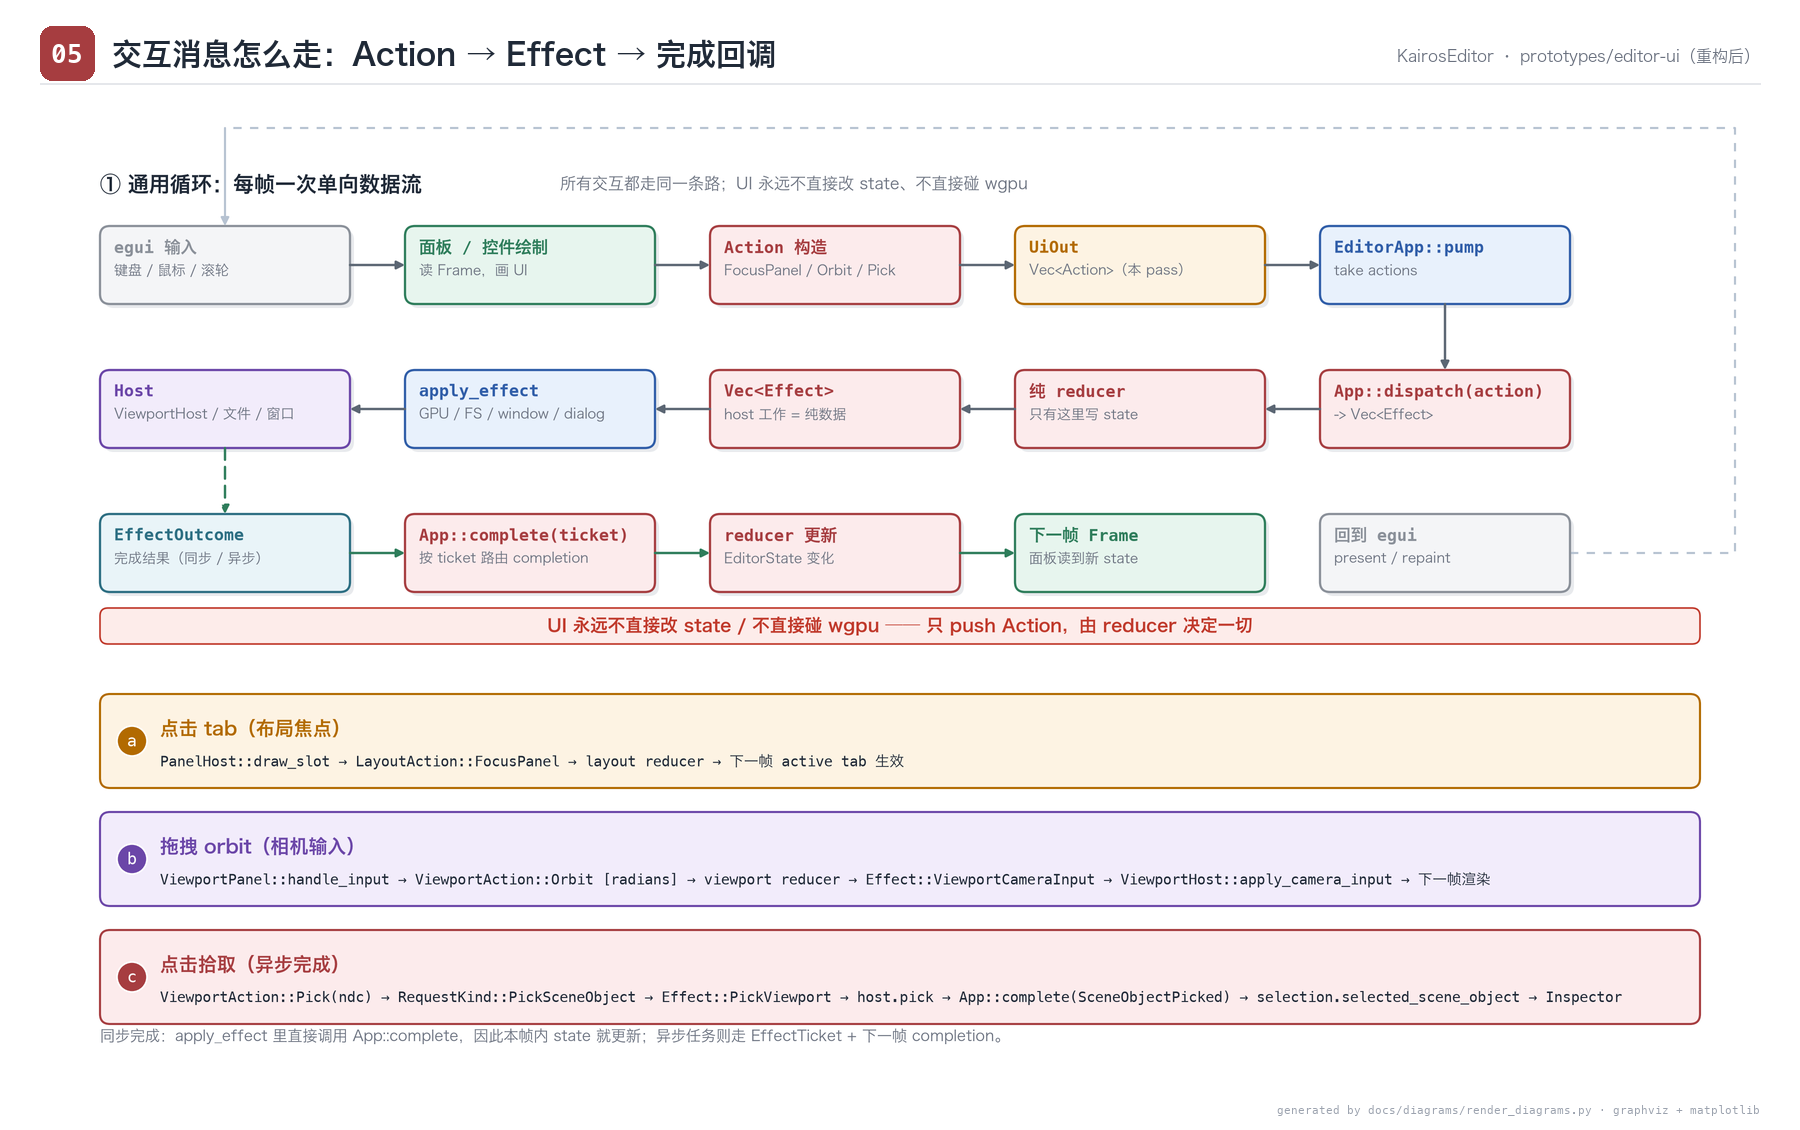 05
交互消息怎么走：Action → Effect → 完成回调
KairosEditor · prototypes/editor-ui（重构后）
① 通用循环：每帧一次单向数据流
所有交互都走同一条路；UI 永远不直接改 state、不直接碰 wgpu
egui 输入
键盘 / 鼠标 / 滚轮
面板 / 控件绘制
读 Frame，画 UI
Action 构造
FocusPanel / Orbit / Pick
UiOut
Vec<Action>（本 pass）
EditorApp::pump
take actions
Host
ViewportHost / 文件 / 窗口
apply_effect
GPU / FS / window / dialog
Vec<Effect>
host 工作 = 纯数据
纯 reducer
只有这里写 state
App::dispatch(action)
-> Vec<Effect>
EffectOutcome
完成结果（同步 / 异步）
App::complete(ticket)
按 ticket 路由 completion
reducer 更新
EditorState 变化
下一帧 Frame
面板读到新 state
回到 egui
present / repaint
UI 永远不直接改 state / 不直接碰 wgpu —— 只 push Action，由 reducer 决定一切
a
点击 tab（布局焦点）
PanelHost::draw_slot → LayoutAction::FocusPanel → layout reducer → 下一帧 active tab 生效
b
拖拽 orbit（相机输入）
ViewportPanel::handle_input → ViewportAction::Orbit [radians] → viewport reducer → Effect::ViewportCameraInput → ViewportHost::apply_camera_input → 下一帧渲染
c
点击拾取（异步完成）
ViewportAction::Pick(ndc) → RequestKind::PickSceneObject → Effect::PickViewport → host.pick → App::complete(SceneObjectPicked) → selection.selected_scene_object → Inspector
同步完成：apply_effect 里直接调用 App::complete，因此本帧内 state 就更新；异步任务则走 EffectTicket + 下一帧 completion。
generated by docs/diagrams/render_diagrams.py · graphviz + matplotlib